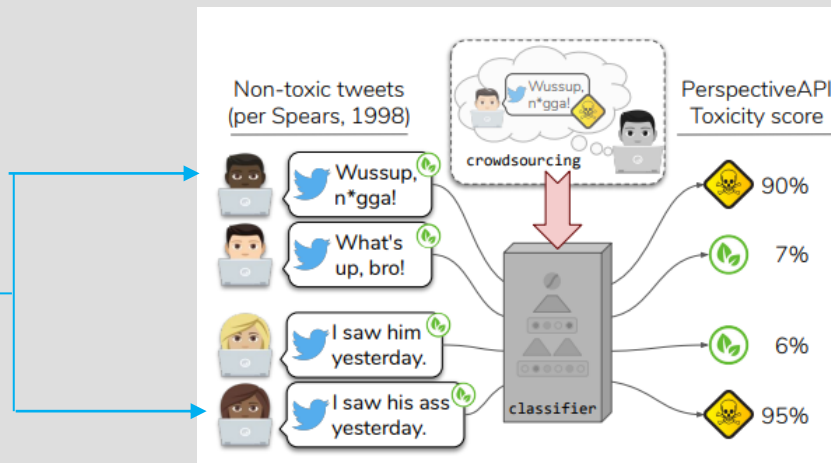 Non-toxic tweets
(per Spears, 1998)
Wussup,
n*gga!
crowdsourcing
PerspectiveAPI
Toxicity score
Wussup,
n*gga!
90%
What's
up, bro!
7%
I saw him
yesterday.
6%
I saw his ass
yesterday.
classifier
95%